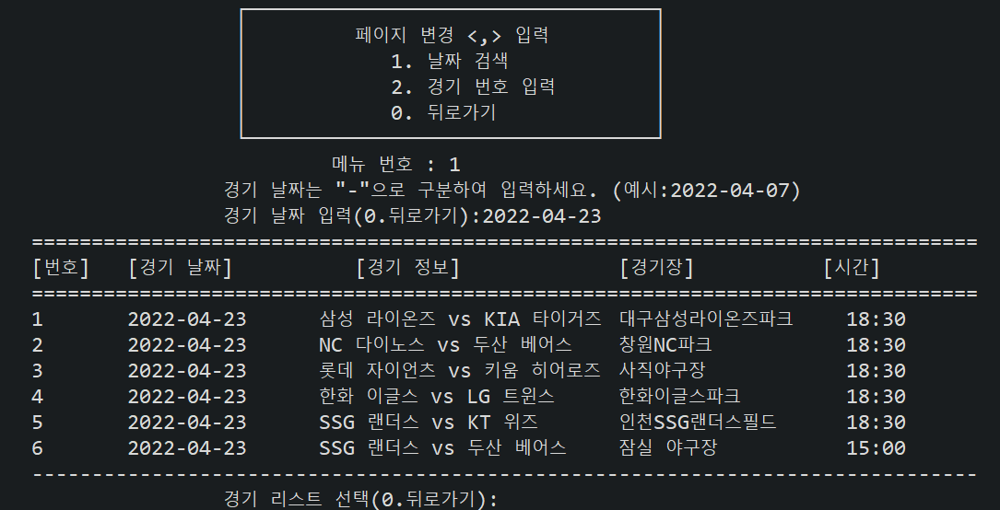 페이지 변경 <,> 입력
1. 날짜 검색
2. 경기 번호 입력
0. 뒤로가기
메뉴 번호 : 1
경기 날짜는 "-"으로 구분하여 입력하세요. (예시:2022-04-07)
경기 날짜 입력(0.뒤로가기):2022-04-23
===============================================================================
[번호] [경기 날짜] [경기 정보] [경기장] [시간]
===============================================================================
1 2022-04-23 삼성 라이온즈 vs KIA 타이거즈 대구삼성라이온즈파크 18:30
2 2022-04-23 NC 다이노스 vs 두산 베어스 창원NC파크 18:30
3 2022-04-23 롯데 자이언츠 vs 키움 히어로즈 사직야구장 18:30
4 2022-04-23 한화 이글스 vs LG 트윈스 한화이글스파크 18:30
5 2022-04-23 SSG 랜더스 vs KT 위즈 인천SSG랜더스필드 18:30
6 2022-04-23 SSG 랜더스 vs 두산 베어스 잠실 야구장 15:00
-------------------------------------------------------------------------------
경기 리스트 선택(0.뒤로가기):